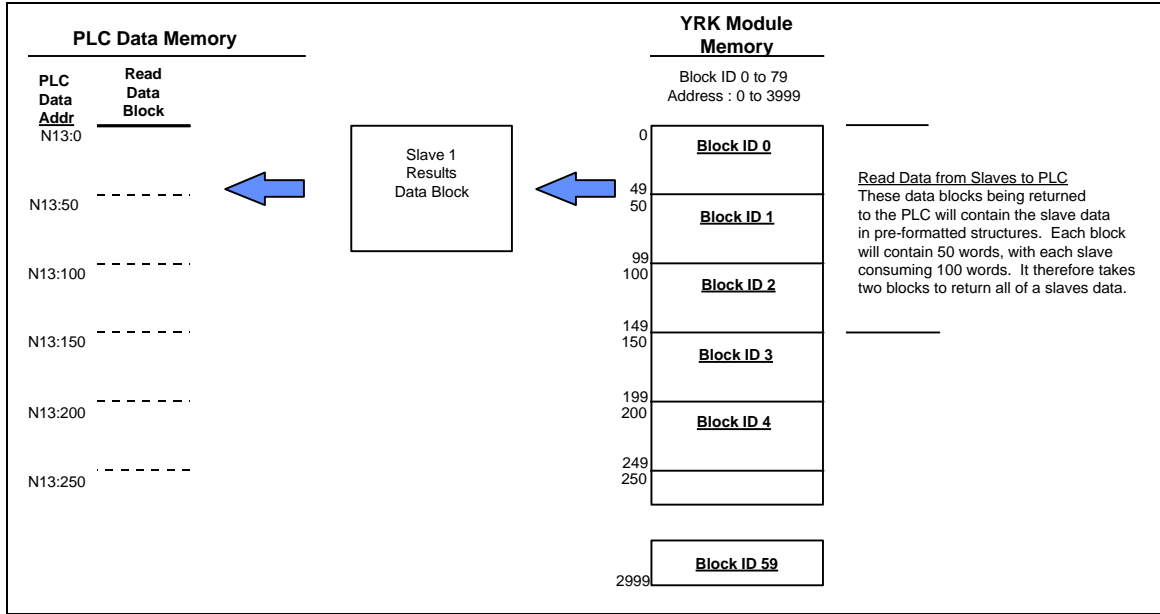 PLC Data Memory
PLC
Data
Addr
Read
Data
Block
N13:0
N13:50
N13:100
N13:150
N13:200
N13:250
Slave 1
Results
Data Block
YRK Module
Memory
Block ID 0 to 79
Address : 0 to 3999
0
Block ID 0
49
50
Block ID 1
99
100
Block ID 2
149
150
Block ID 3
199
200
Block ID 4
249
250
Block ID 59
2999
Read Data from Slaves to PLC
These data blocks being returned
to the PLC will contain the slave data
in pre-formatted structures.  Each block
will contain 50 words, with each slave
consuming 100 words.  It therefore takes
two blocks to return all of a slaves data.